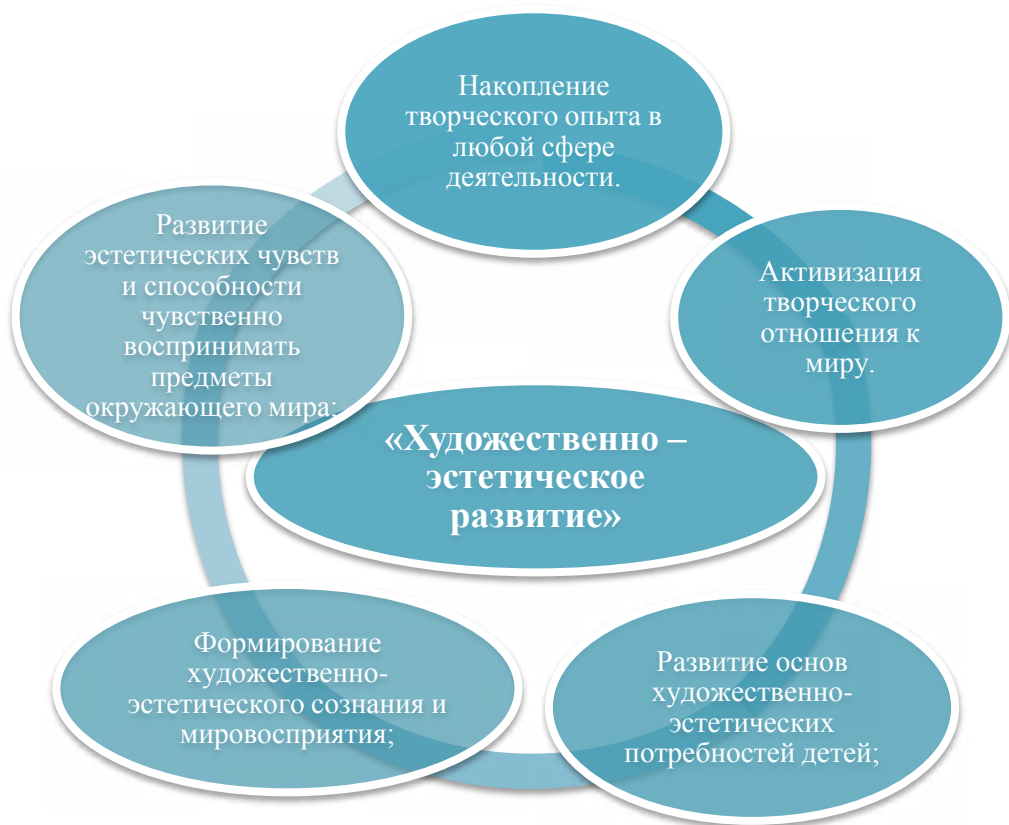 Накопление
творческого опыта в
любой сфере
деятельности.
Активизация
творческого
отношения к
миру.
Развитие основ
художественно-
эстетических
потребностей детей;
Формирование
художественно-
эстетического сознания и
мировосприятия;
Развитие
эстетических чувств
и способности
чувственно
воспринимать
предметы
окружающего мира;
«Художественно –
эстетическое
развитие»